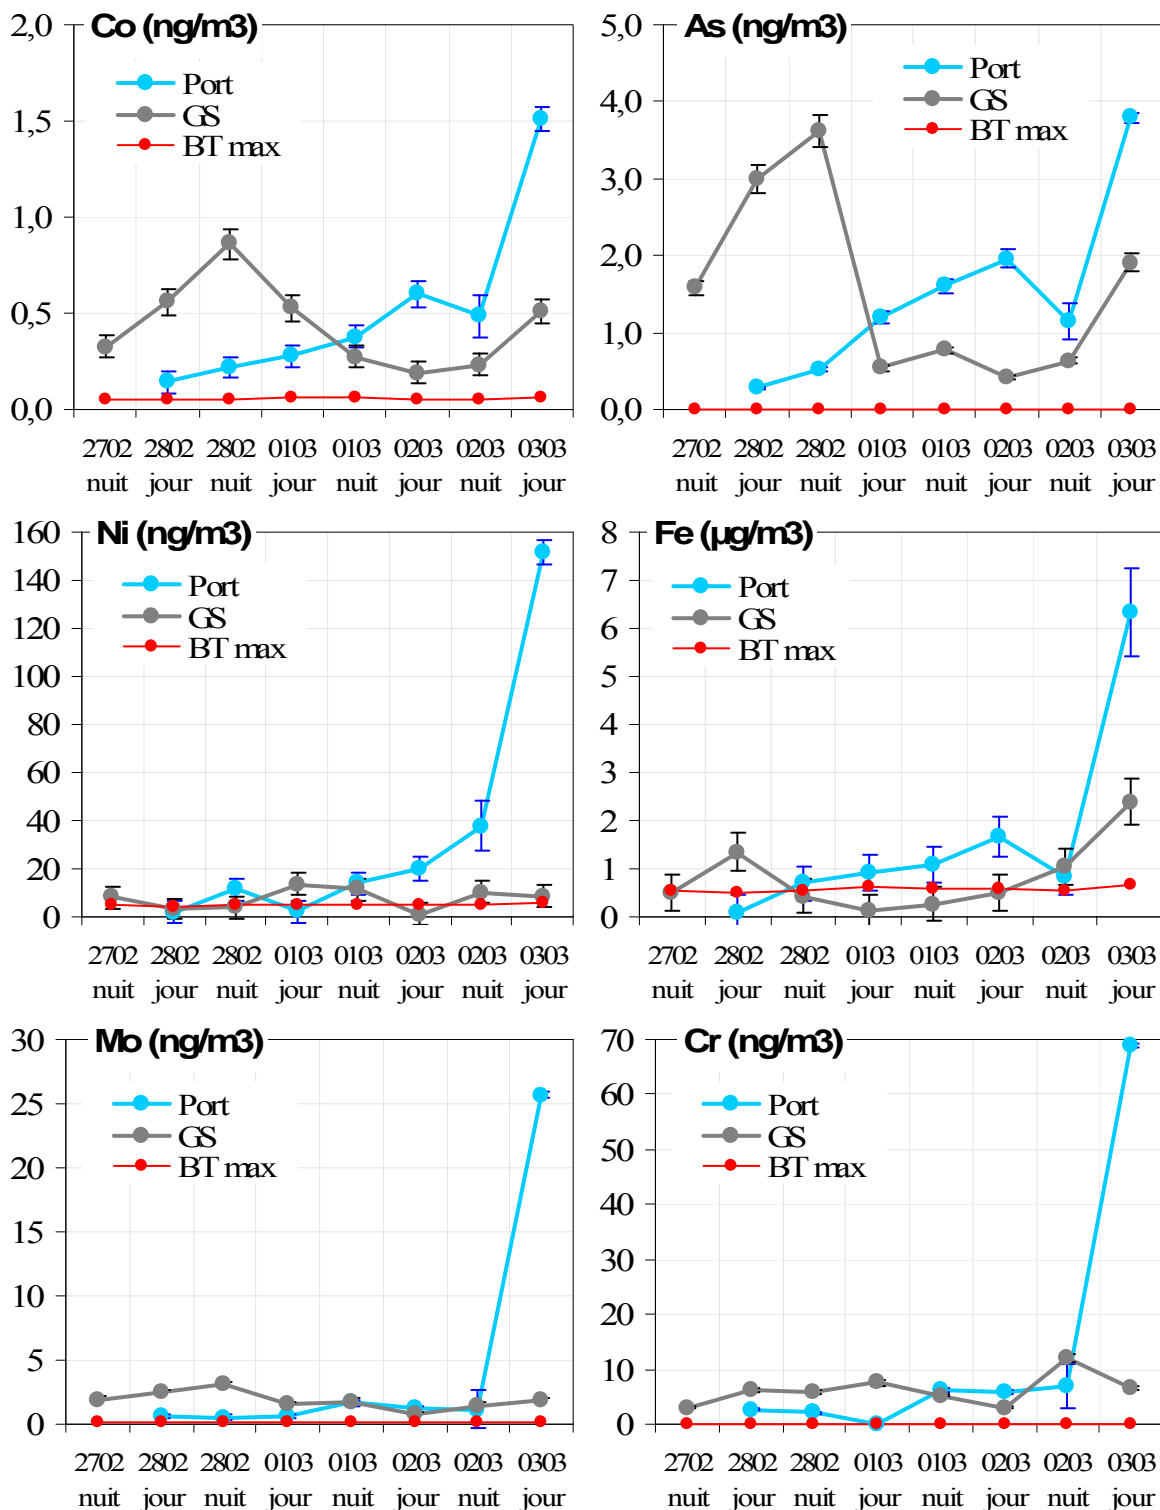 Co (ng/m3)
2,0
1,5
1,0
0,5
0,0
Port
GS
BT max
2702 2802 2802 0103 0103 0203 0203 0303
nuit jour nuit jour nuit jour nuit jour
As (ng/m3)
5,0
4,0
3,0
2,0
1,0
0,0
Port
GS
BT max
2702 2802 2802 0103 0103 0203 0203 0303
nuit jour nuit jour nuit jour nuit jour
Ni (ng/m3)
160
140
120
100
80
60
40
20
0
Port
GS
BT max
2702 2802 2802 0103 0103 0203 0203 0303
nuit jour nuit jour nuit jour nuit jour
Fe (µg/m3)
8
7
6
5
4
3
2
1
0
Port
GS
BT max
2702 2802 2802 0103 0103 0203 0203 0303
nuit jour nuit jour nuit jour nuit jour
Mo (ng/m3)
30
25
20
15
10
5
0
Port
GS
BT max
2702 2802 2802 0103 0103 0203 0203 0303
nuit jour nuit jour nuit jour nuit jour
Cr (ng/m3)
70
60
50
40
30
20
10
0
Port
GS
BT max
2702 2802 2802 0103 0103 0203 0203 0303
nuit jour nuit jour nuit jour nuit jour